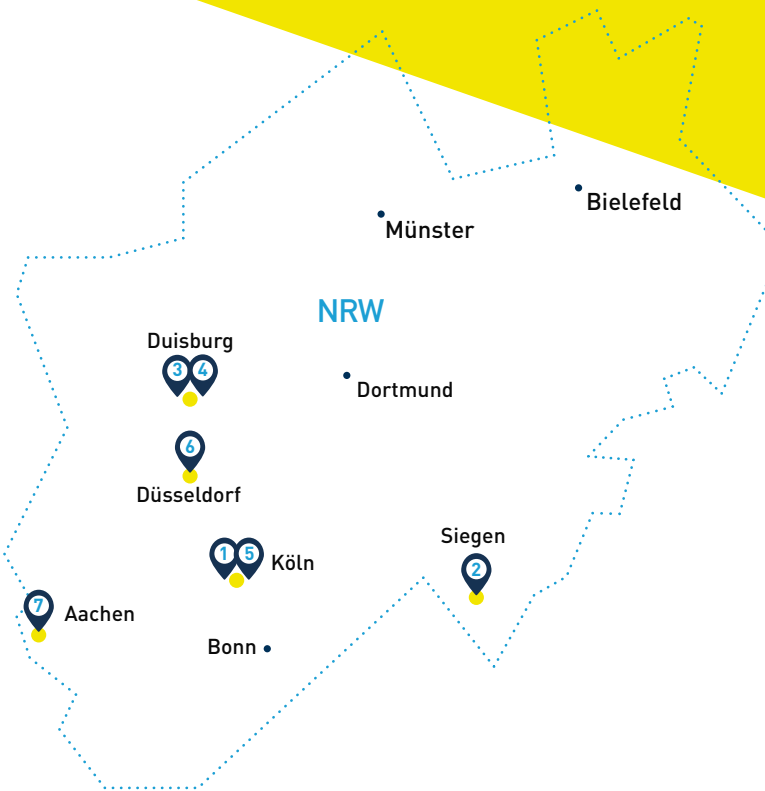 Bielefeld
Münster
NRW
Duisburg
3 4
Dortmund
6
Düsseldorf
Siegen
1 5
Köln
2
7
Aachen
Bonn